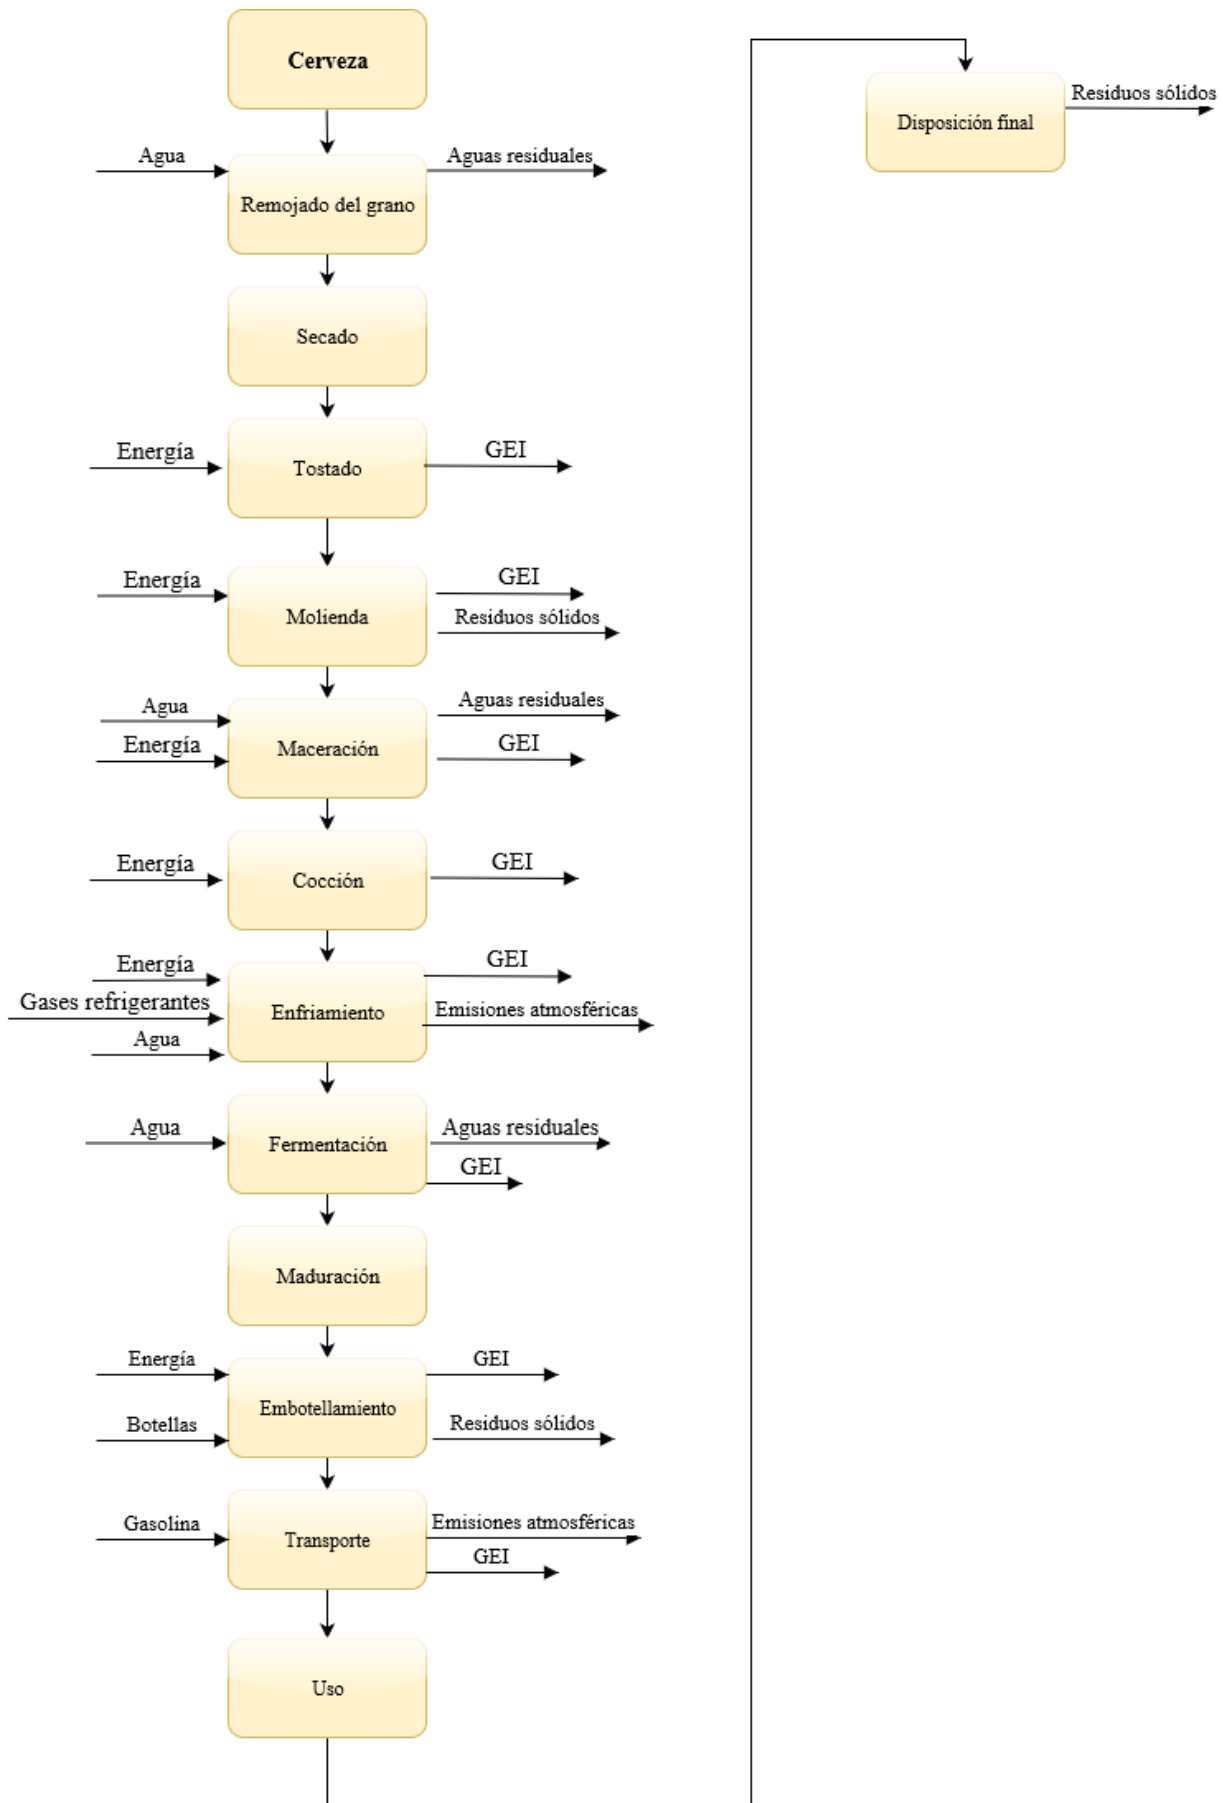 Cerveza
Agua
Aguas residuales
Remojado del grano
Secado
Energía
GEI
Tostado
Energía
GEI
Molienda
Residuos sólidos
Agua
Aguas residuales
Energía
Maceración
GEI
Energía
GEI
Cocción
Energía
GEI
Gases refrigerantes
Enfriamiento
Emisiones atmosféricas
Agua
Agua
Aguas residuales
Fermentación
GEI
Maduración
Energía
GEI
Embotellamiento
Botellas
Residuos sólidos
Gasolina
Emisiones atmosféricas
Transporte
GEI
Uso
Disposición final
Residuos sólidos